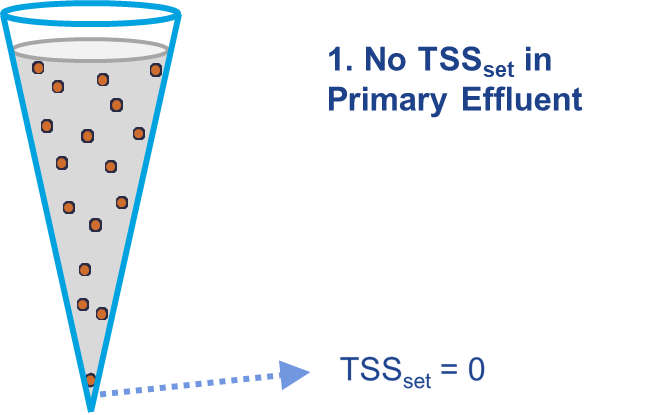 1. No TSSset in
Primary Effluent
TSSset = 0